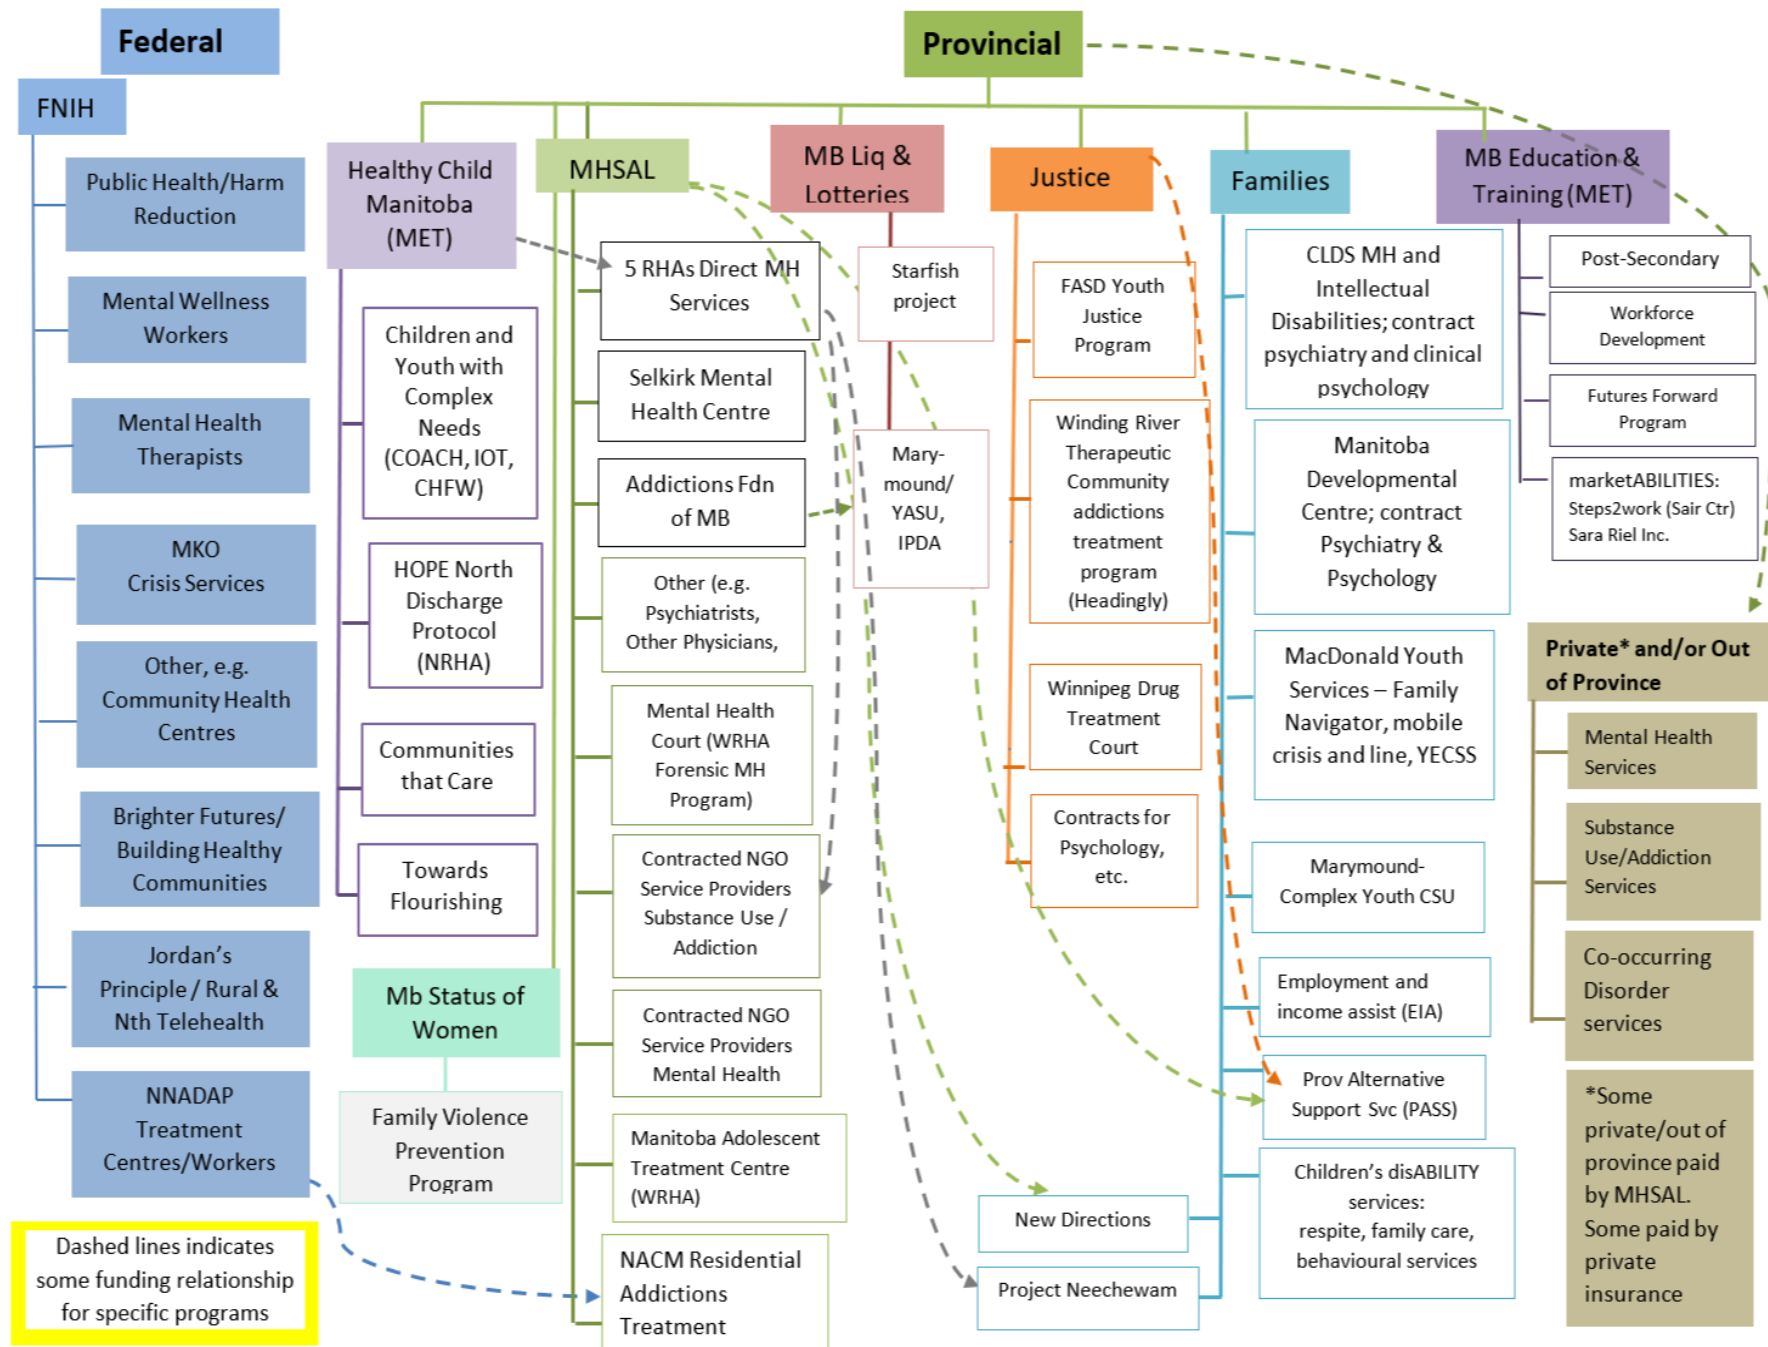 Federal
Provincial
FNIH
Public Health/Harm
Reduction
Mental Wellness
Workers
Mental Health
Therapists
MKO
Crisis Services
Other, e.g.
Community Health
Centres
Brighter Futures/
Building Healthy
Communities
Jordan's
Principle / Rural &
Nth Telehealth
NNADAP
Treatment
Centres/Workers
Dashed lines indicates
some funding relationship
for specific programs
Healthy Child
Manitoba
(MET)
Children and
Youth with
Complex
Needs
(COACH, IOT,
CHFW)
HOPE North
Discharge
Protocol
(NRHA)
Communities
that Care
Towards
Flourishing
Mb Status of
Women
Family Violence
Prevention
Program
MHSAL
5 RHAs Direct MH
Services
Selkirk Mental
Health Centre
Addictions Fdn
of MB
Other (e.g.
Psychiatrists,
Other Physicians,
Mental Health
Court (WRHA
Forensic MH
Program)
Contracted NGO
Service Providers
Substance Use /
Addiction
Contracted NGO
Service Providers
Mental Health
Manitoba Adolescent
Treatment Centre
(WRHA)
NACM Residential
Addictions
Treatment
MB Liq &
Lotteries
Starfish
project
Mary-
mound/
YASU,
IPDA
Justice
FASD Youth
Justice
Program
Winding River
Therapeutic
Community
addictions
treatment
program
(Headingly)
Winnipeg Drug
Treatment
Court
Contracts for
Psychology,
etc.
Families
CLDS MH and
Intellectual
Disabilities; contract
psychiatry and clinical
psychology
Manitoba
Developmental
Centre; contract
Psychiatry &
Psychology
MacDonald Youth
Services – Family
Navigator, mobile
crisis and line, YECSS
Marymound-
Complex Youth CSU
Employment and
income assist (EIA)
Prov Alternative
Support Svc (PASS)
Children's disABILITY
services:
respite, family care,
behavioural services
New Directions
Project Neechewam
MB Education &
Training (MET)
Post-Secondary
Workforce
Development
Futures Forward
Program
marketABILITIES:
Steps2work (Sair Ctr)
Sara Riel Inc.
Private* and/or Out
of Province
Mental Health
Services
Substance
Use/Addiction
Services
Co-occurring
Disorder
services
*Some
private/out of
province paid
by MHSAL.
Some paid by
private
insurance